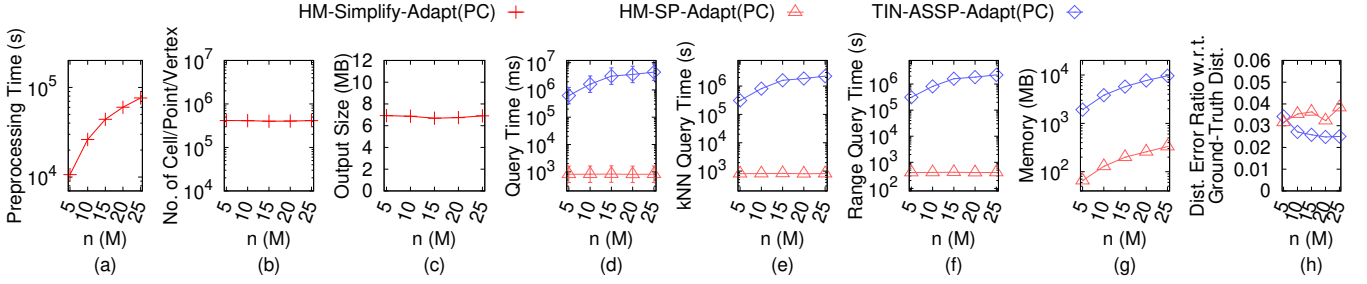 HM-Simplify-Adapt(PC) HM-SP-Adapt(PC) TIN-ASSP-Adapt(PC)
Preprocessing Time (s)
10^5
10^4
5 10 15 20 25
n (M)
(a)
No. of Cell/Point/Vertex
10^7
10^6
10^5
10^4
5 10 15 20 25
n (M)
(b)
Output Size (MB)
12
10
8
6
4
2
0
5 10 15 20 25
n (M)
(c)
Query Time (ms)
10^7
10^6
10^5
10^4
10^3
5 10 15 20 25
n (M)
(d)
kNN Query Time (s)
10^6
10^5
10^4
10^3
5 10 15 20 25
n (M)
(e)
Range Query Time (s)
10^6
10^5
10^4
10^3
10^2
5 10 15 20 25
n (M)
(f)
Memory (MB)
10^4
10^3
10^2
5 10 15 20 25
n (M)
(g)
Dist. Error Ratio w.r.t.
Ground-Truth Dist.
0.06
0.05
0.04
0.03
0.02
0.01
0
5 10 15 20 25
n (M)
(h)